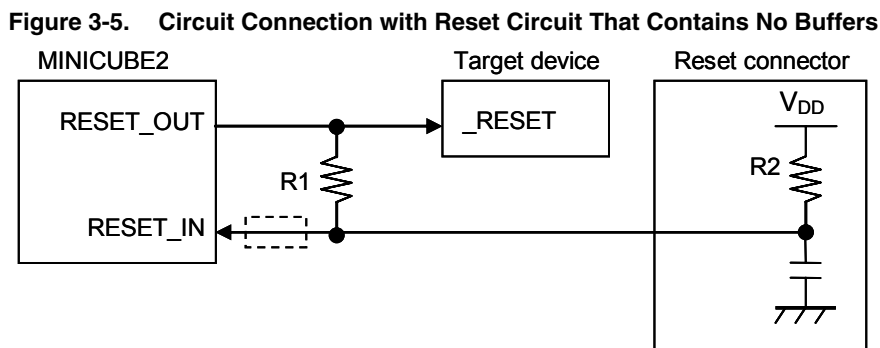 Figure 3-5. Circuit Connection with Reset Circuit That Contains No Buffers
MINICUBE2
Target device
Reset connector
RESET_OUT
_RESET
VDD
R1
R2
RESET_IN